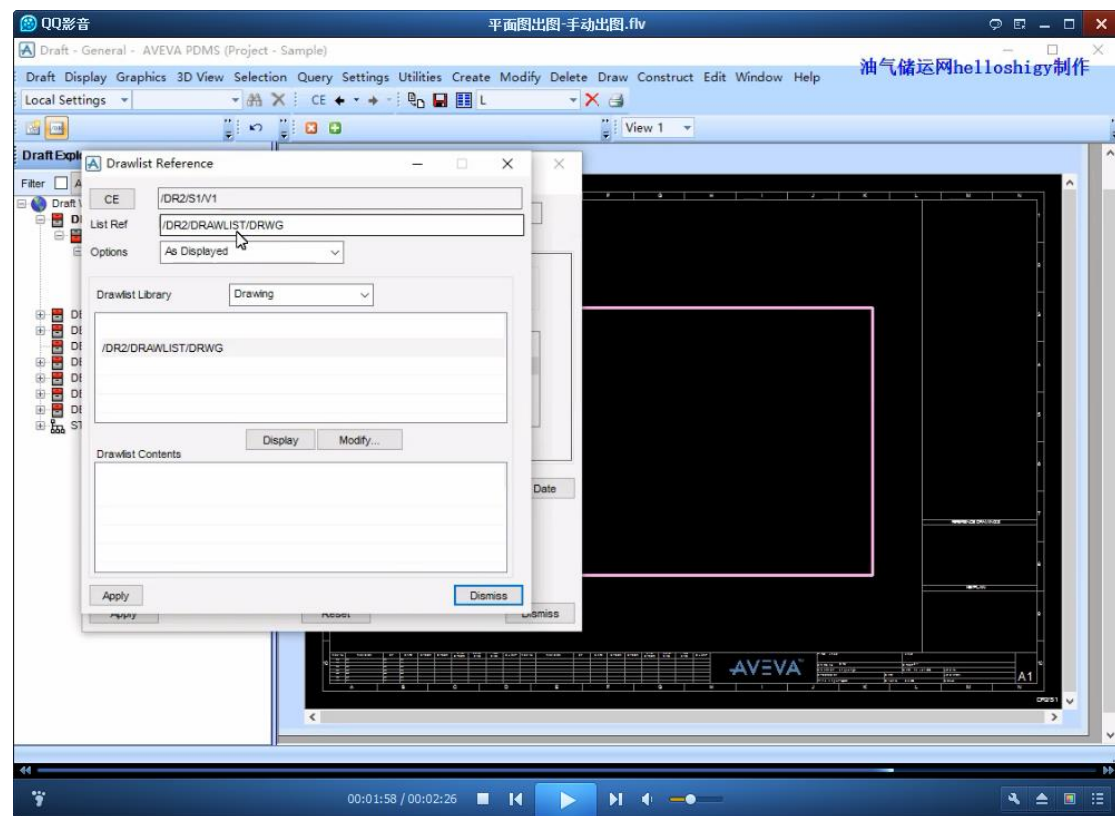 QQ影音
平面图出图-手动出图.flv
Draft - General - AVEVA PDMS (Project - Sample)
油气储运网helloshigy制作
Draft Display Graphics 3D View Selection Query Settings Utilities Create Modify Delete Draw Construct Edit Window Help
Local Settings
CE
L
View 1
Draft Expl
Drawlist Reference
Filter
CE
/DR2/S1/V1
List Ref
/DR2/DRAWLIST/DRWG
Options
As Displayed
Drawlist Library
Drawing
/DR2/DRAWLIST/DRWG
Display
Modify...
Drawlist Contents
Date
Apply
Dismiss
Apply
Reset
Dismiss
AVEVA
A1
00:01:58 / 00:02:26